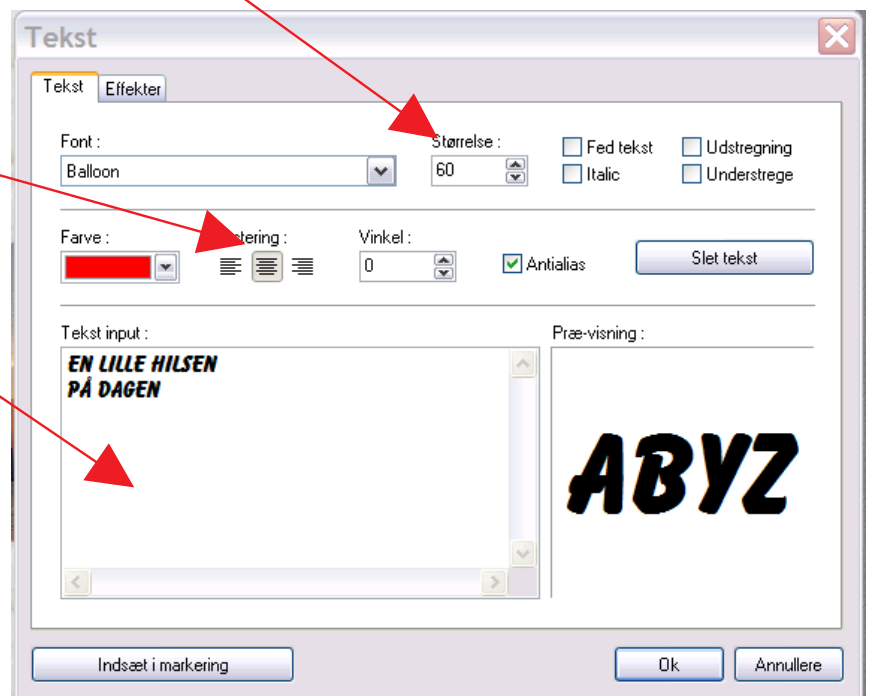 Tekst
Tekst Effekter
Font : Størrelse :
Balloon 60 Fed tekst Udstregning
Italic Understrege
Farve : Vinkel :
0 Antialias Slet tekst
Tekst input : Præ-visning :
EN LILLE HILSEN
PÅ DAGEN
ABYZ
Indsæt i markering Ok Annullere